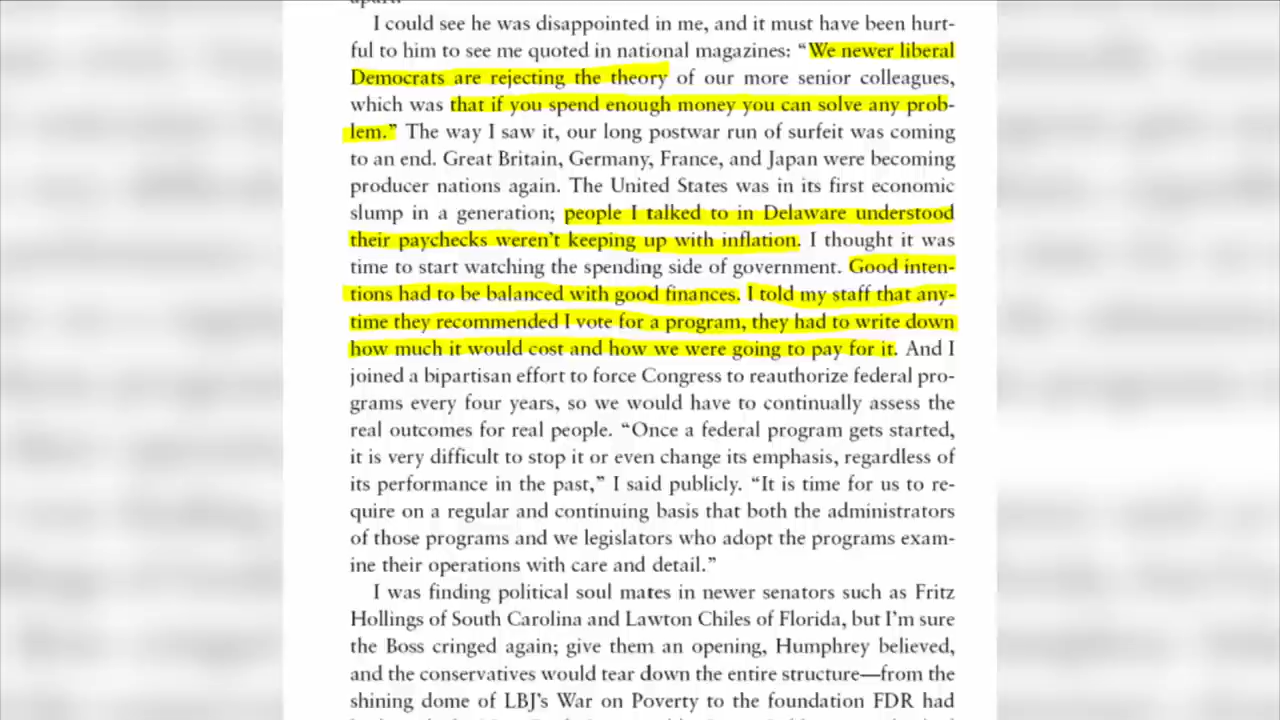 apart.
I could see he was disappointed in me, and it must have been hurt-
ful to him to see me quoted in national magazines: “We newer liberal
Democrats are rejecting the theory of our more senior colleagues,
which was that if you spend enough money you can solve any prob-
lem.” The way I saw it, our long postwar run of surfeit was coming
to an end. Great Britain, Germany, France, and Japan were becoming
producer nations again. The United States was in its first economic
slump in a generation; people I talked to in Delaware understood
their paychecks weren’t keeping up with inflation. I thought it was
time to start watching the spending side of government. Good inten-
tions had to be balanced with good finances. I told my staff that any-
time they recommended I vote for a program, they had to write down
how much it would cost and how we were going to pay for it. And I
joined a bipartisan effort to force Congress to reauthorize federal pro-
grams every four years, so we would have to continually assess the
real outcomes for real people. “Once a federal program gets started,
it is very difficult to stop it or even change its emphasis, regardless of
its performance in the past,” I said publicly. “It is time for us to re-
quire on a regular and continuing basis that both the administrators
of those programs and we legislators who adopt the programs exam-
ine their operations with care and detail.”
I was finding political soul mates in newer senators such as Fritz
Hollings of South Carolina and Lawton Chiles of Florida, but I’m sure
the Boss cringed again; give them an opening, Humphrey believed,
and the conservatives would tear down the entire structure—from the
shining dome of LBJ’s War on Poverty to the foundation FDR had